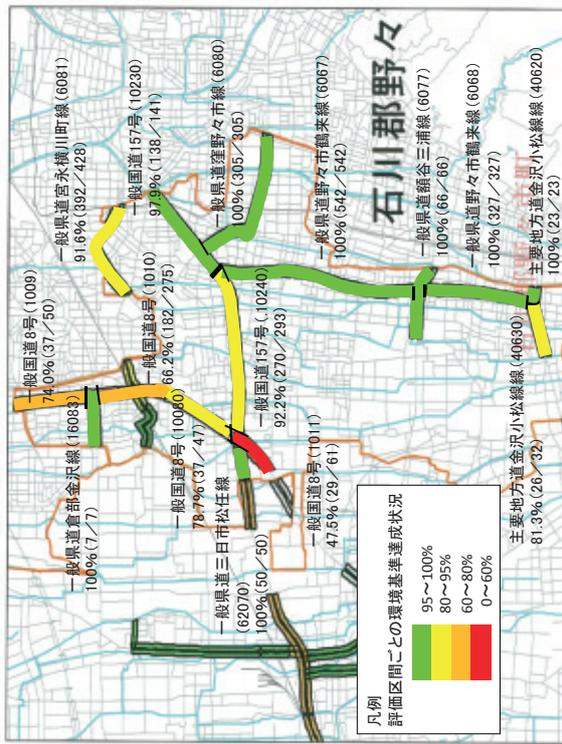 一般県道宮永横川町線(6081)
91.6%(392／428)
一般国道157号(10230)
97.9%(138／141)
一般県道窪野々市線(6080)
100%(305／305)
一般県道野々市鶴来線(6067)
100%(542／542)
石川郡野々
一般県道額谷三浦線(6077)
100%(66／66)
一般県道野々市鶴来線(6068)
100%(327／327)
主要地方道金沢小松線線(40620)
100%(23／23)
一般国道8号(1009)
74.0%(37／50)
一般国道8号(1010)
66.2%(182／275)
一般国道157号(10240)
92.2%(270／293)
一般県道倉部金沢線(16083)
100%(7／7)
一般国道8号(10080)
78.7%(37／47)
一般県道三日市松任線
(62070)
100%(50／50)
一般国道8号(1011)
47.5%(29／61)
主要地方道金沢小松線線(40630)
81.3%(26／32)
凡例
評価区間ごとの環境基準達成状況
95～100%
80～95%
60～80%
0～60%